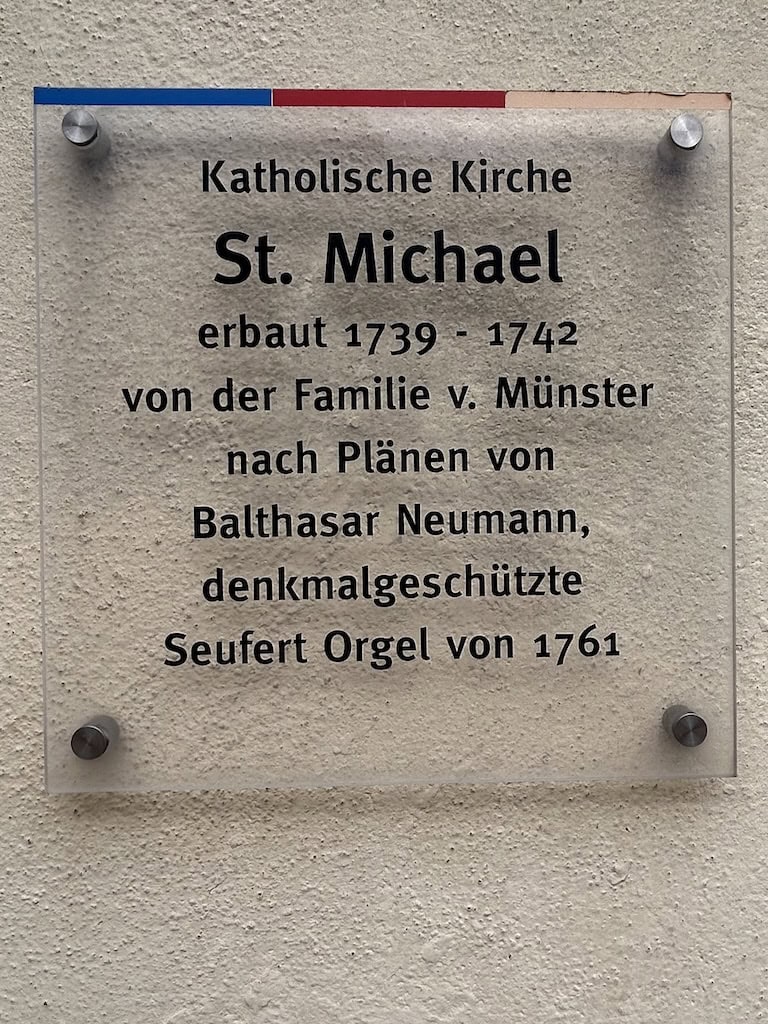 Katholische Kirche
St. Michael
erbaut 1739 - 1742
von der Familie v. Münster
nach Plänen von
Balthasar Neumann,
denkmalgeschützte
Seufert Orgel von 1761